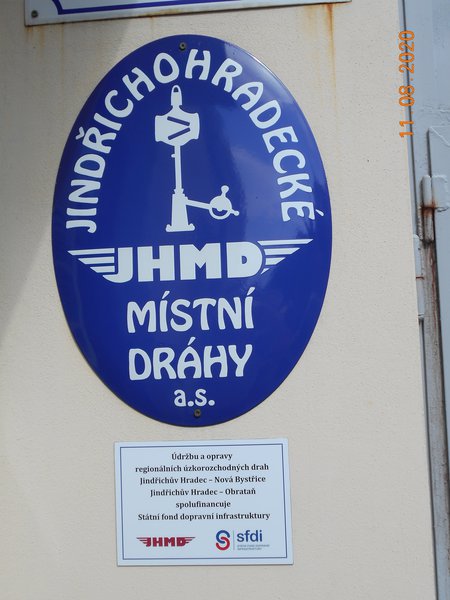 11 08 2020
JINDŘICHOHRADECKÉ
JHMD
MÍSTNÍ
DRÁHY
a.s.
Údržbu a opravy
regionálních úzkorozchodných drah
Jindřichův Hradec – Nová Bystřice
Jindřichův Hradec – Obrataň
spolufinancuje
Státní fond dopravní infrastruktury
JHMD
sfdi